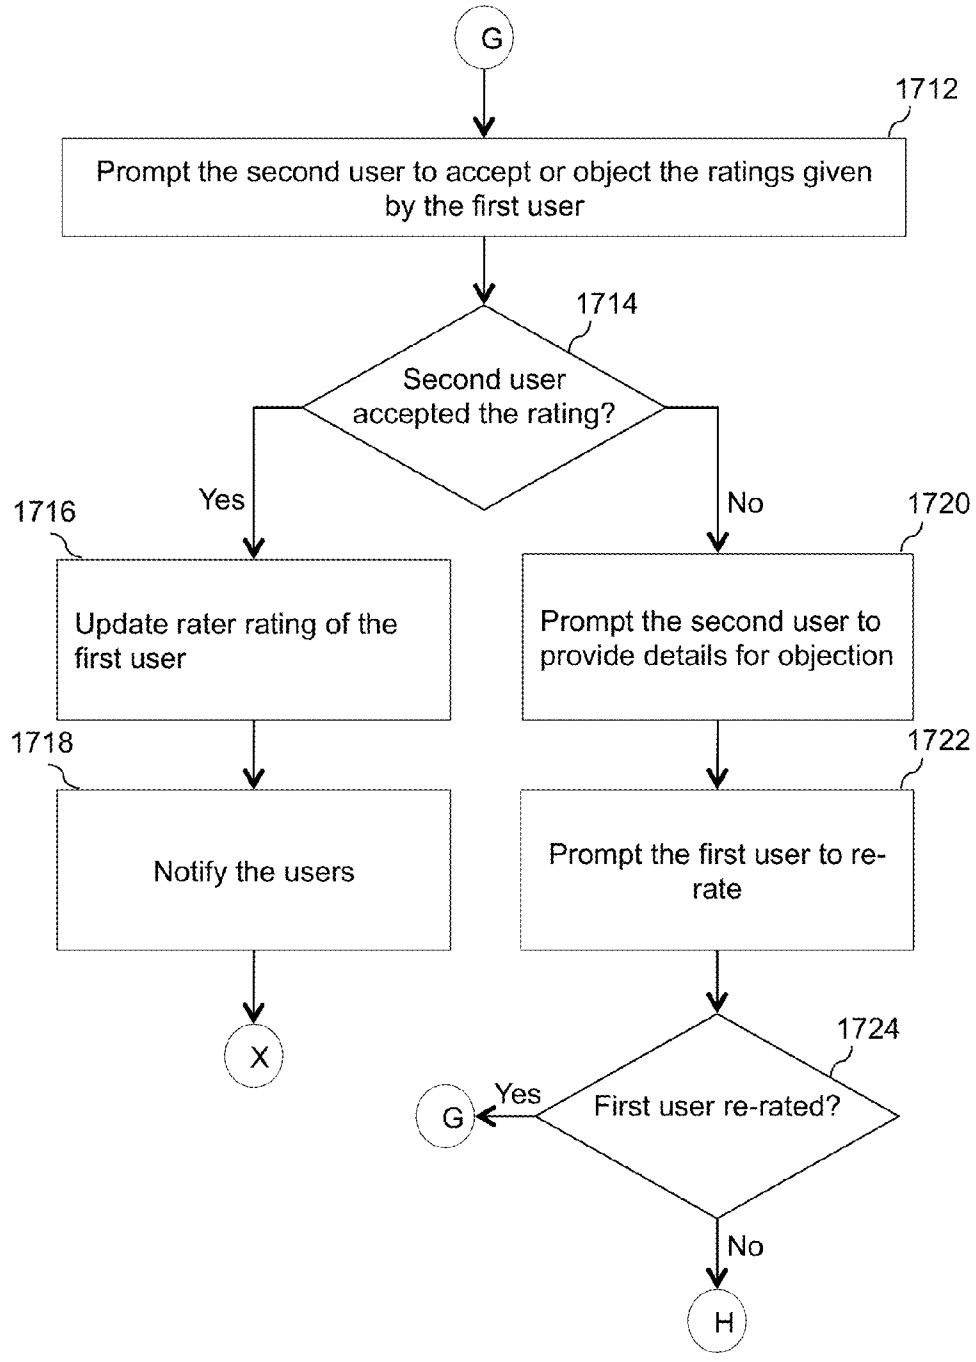 G
1712
Prompt the second user to accept or object the ratings given
by the first user
1714
Second user
accepted the rating?
Yes
No
1716
Update rater rating of the
first user
1720
Prompt the second user to
provide details for objection
1718
Notify the users
1722
Prompt the first user to re-
rate
X
1724
First user re-rated?
Yes
G
No
H